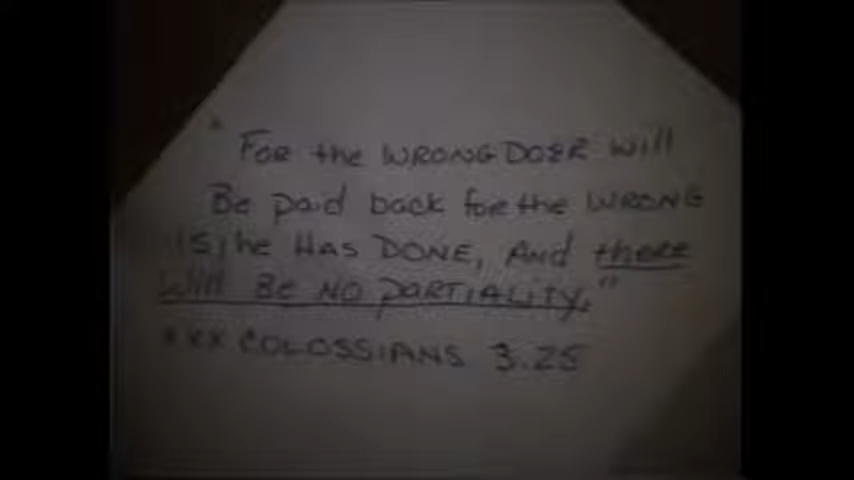 "For the WRONGDOER Will
Be paid back for the WRONG
(S) he HAS DONE, And there
Will Be NO PARTIALITY."
xxx COLOSSIANS 3.25